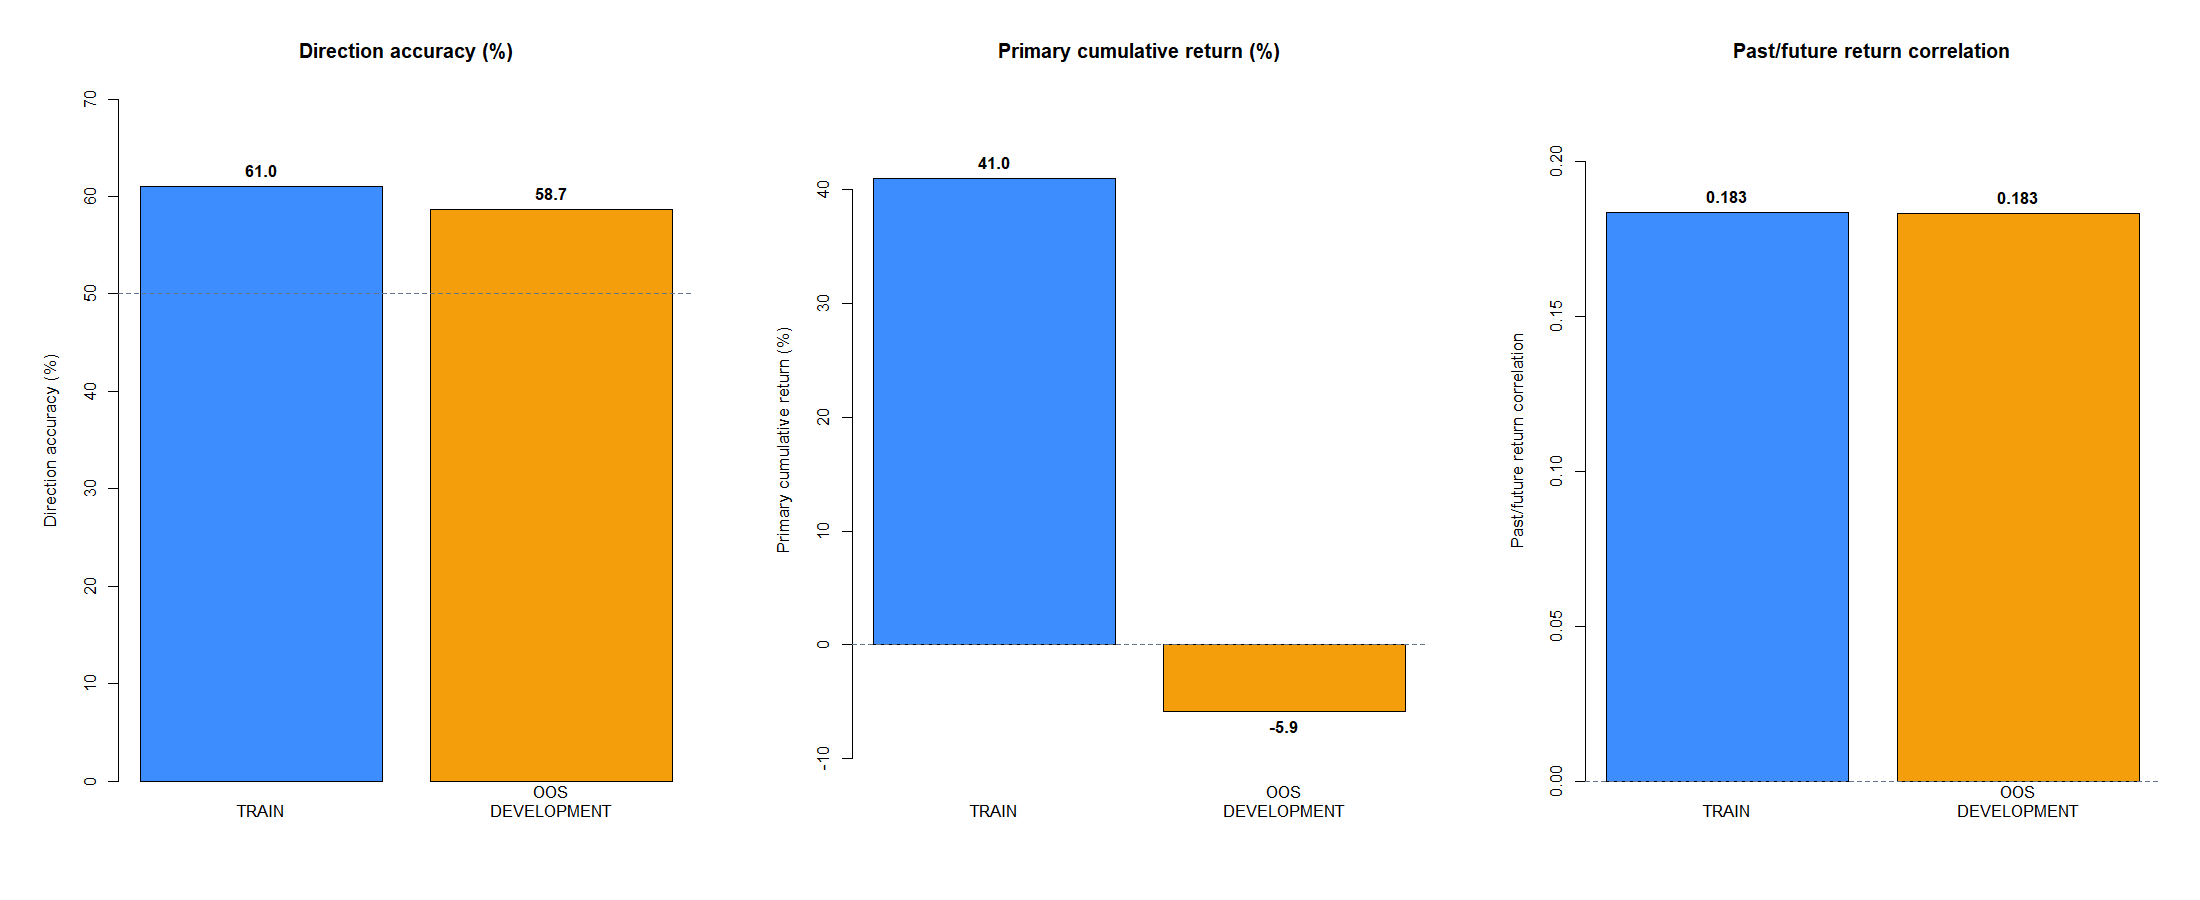 Direction accuracy (%)
Direction accuracy (%)
70
60
50
40
30
20
10
0
61.0
58.7
TRAIN
OOS
DEVELOPMENT
Primary cumulative return (%)
Primary cumulative return (%)
40
30
20
10
0
-10
41.0
-5.9
TRAIN
OOS
DEVELOPMENT
Past/future return correlation
Past/future return correlation
0.20
0.15
0.10
0.05
0.00
0.183
0.183
TRAIN
OOS
DEVELOPMENT